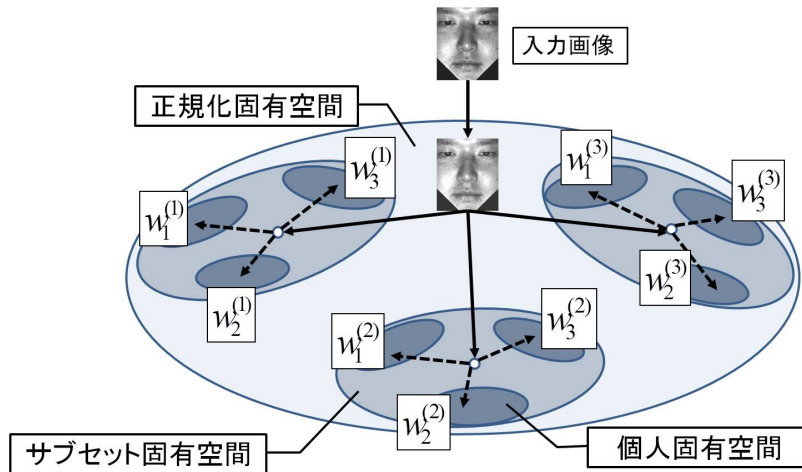 入力画像
正規化固有空間
w_1^{(1)}
w_3^{(1)}
w_2^{(1)}
w_1^{(3)}
w_3^{(3)}
w_2^{(3)}
w_1^{(2)}
w_3^{(2)}
w_2^{(2)}
サブセット固有空間
個人固有空間